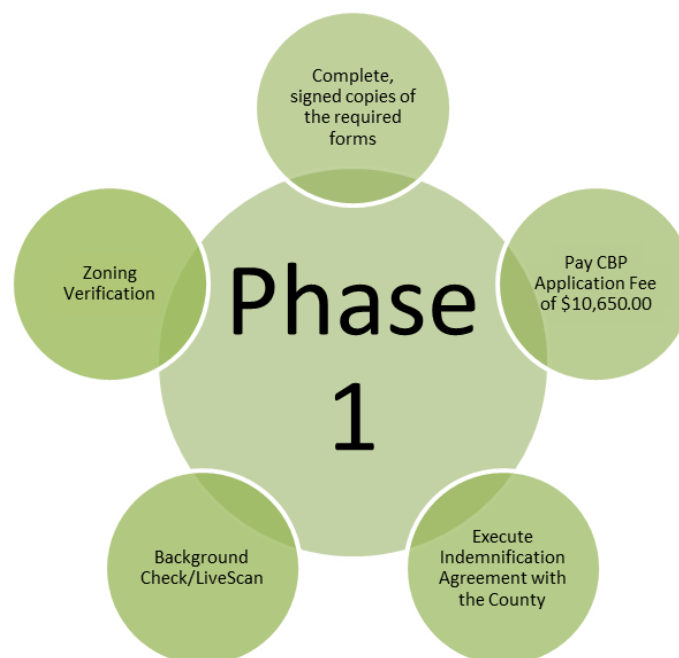 Complete,
signed copies of
the required
forms
Zoning
Verification
Phase
1
Pay CBP
Application Fee
of $10,650.00
Background
Check/LiveScan
Execute
Indemnification
Agreement with
the County